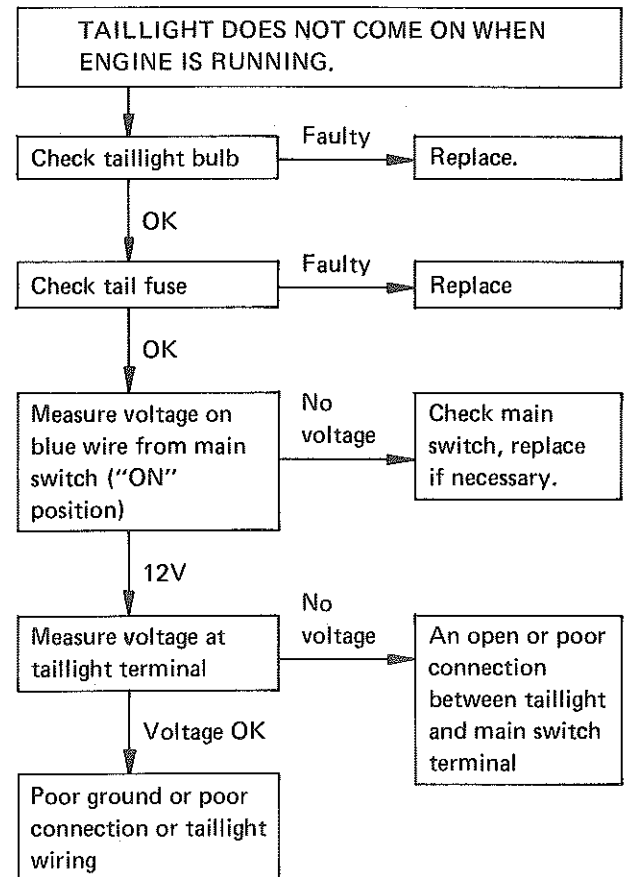 TAILLIGHT DOES NOT COME ON WHEN
ENGINE IS RUNNING.
Check taillight bulb
Faulty
Replace.
OK
Check tail fuse
Faulty
Replace
OK
Measure voltage on
blue wire from main
switch ("ON"
position)
No
voltage
Check main
switch, replace
if necessary.
12V
Measure voltage at
taillight terminal
No
voltage
An open or poor
connection
between taillight
and main switch
terminal
Voltage OK
Poor ground or poor
connection or taillight
wiring